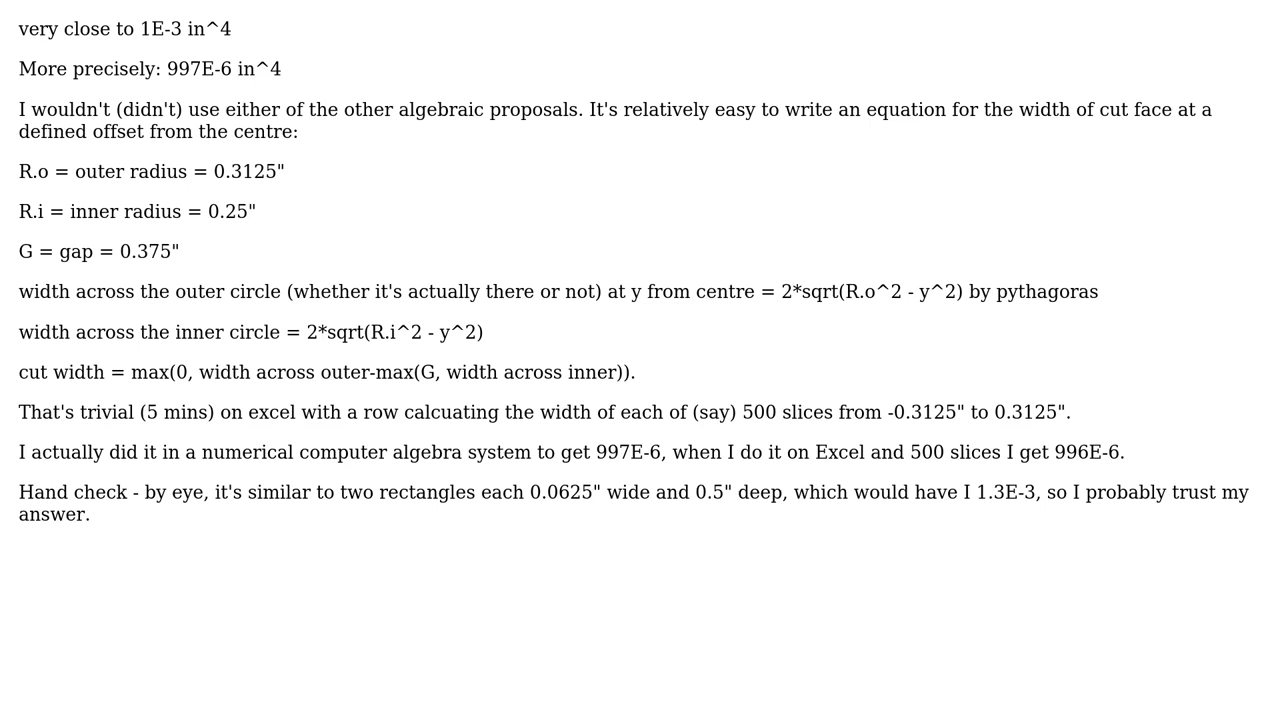 very close to 1E-3 in^4
More precisely: 997E-6 in^4
I wouldn't (didn't) use either of the other algebraic proposals. It's relatively easy to write an equation for the width of cut face at a
defined offset from the centre:
R.o = outer radius = 0.3125"
R.i = inner radius = 0.25"
G = gap = 0.375"
width across the outer circle (whether it's actually there or not) at y from centre = 2*sqrt(R.o^2 - y^2) by pythagoras
width across the inner circle = 2*sqrt(R.i^2 - y^2)
cut width = max(0, width across outer-max(G, width across inner)).
That's trivial (5 mins) on excel with a row calcuating the width of each of (say) 500 slices from -0.3125" to 0.3125".
I actually did it in a numerical computer algebra system to get 997E-6, when I do it on Excel and 500 slices I get 996E-6.
Hand check - by eye, it's similar to two rectangles each 0.0625" wide and 0.5" deep, which would have I 1.3E-3, so I probably trust my
answer.